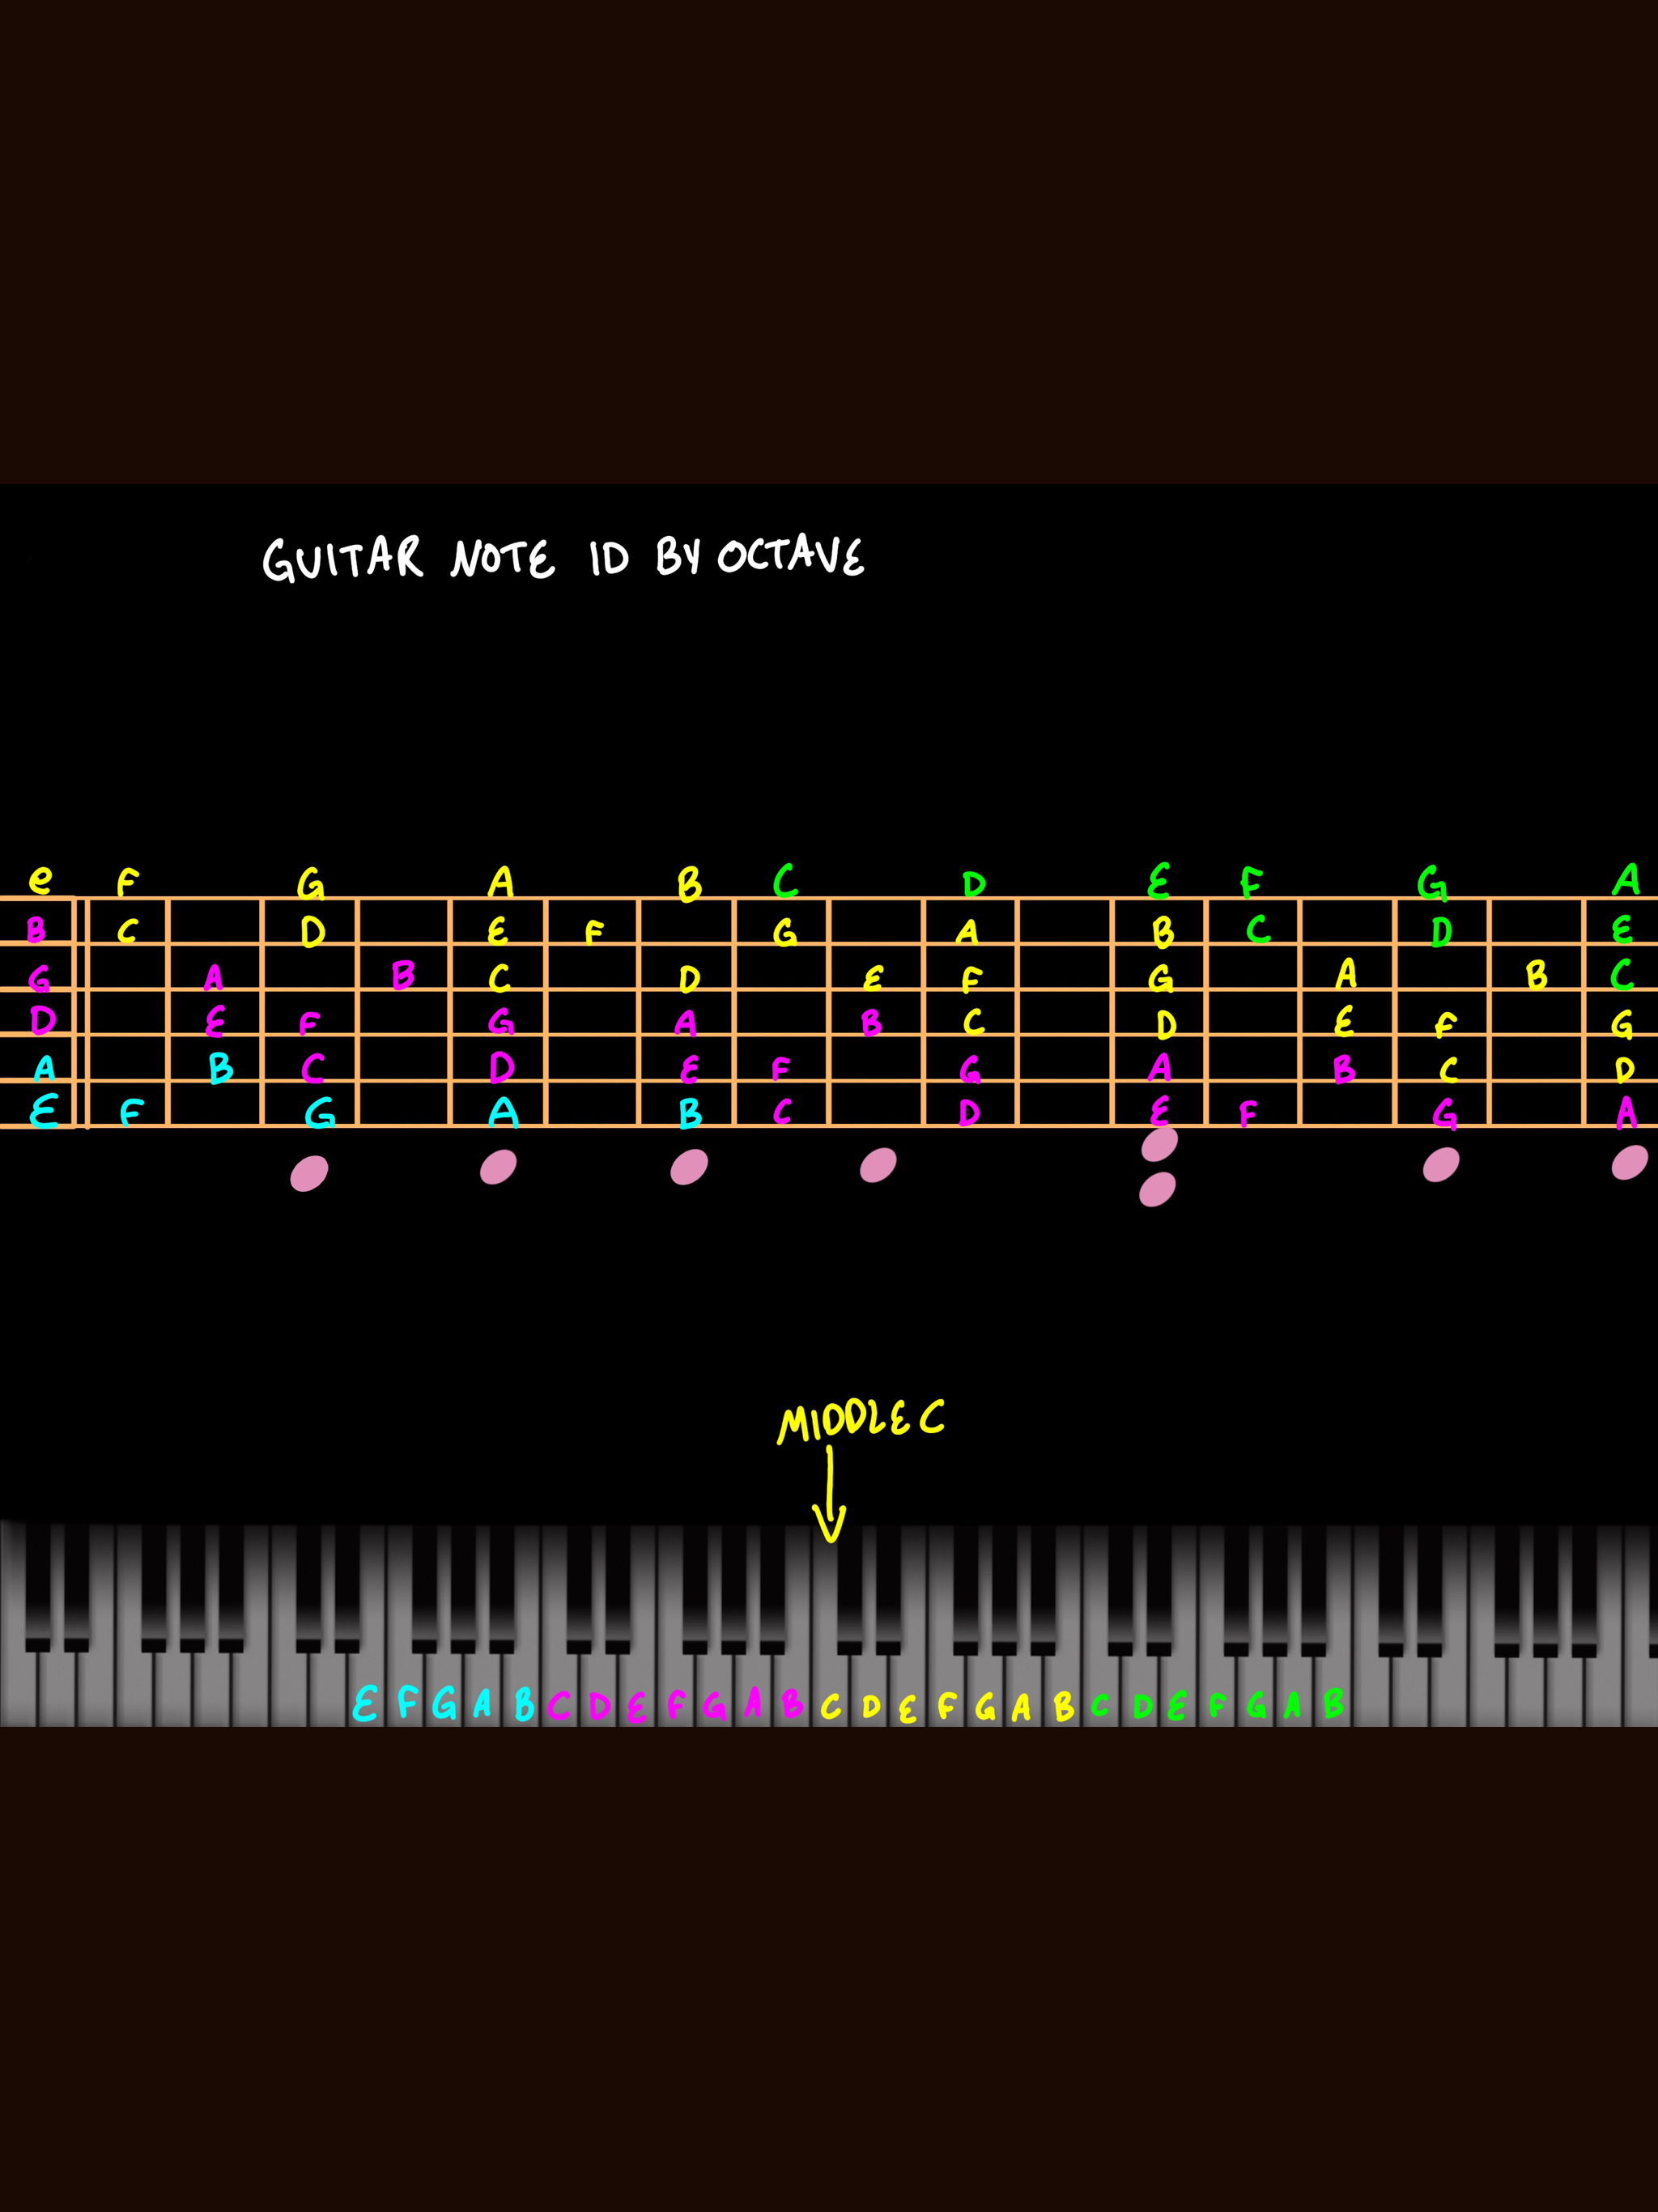 GUITAR NOTE ID BY OCTAVE
e F G A B C D E F G A
B C D E F G A B C D E
G A B C D E F G A B C
D E F G A B C D E F G
A B C D E F G A B C D
E F G A B C D E F G A
MIDDLE C
E F G A B C D E F G A B C D E F G A B C D E F G A B